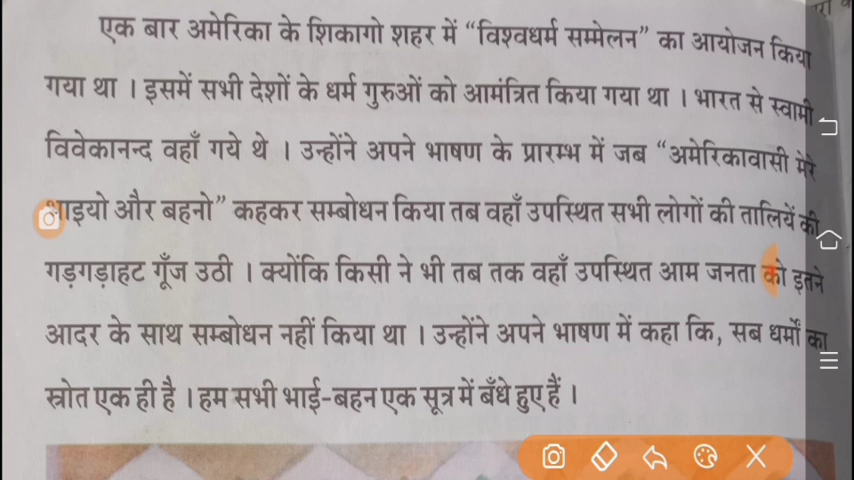 एक बार अमेरिका के शिकागो शहर में “विश्वधर्म सम्मेलन” का आयोजन किया
गया था । इसमें सभी देशों के धर्म गुरुओं को आमंत्रित किया गया था । भारत से स्वामी
विवेकानन्द वहाँ गये थे । उन्होंने अपने भाषण के प्रारम्भ में जब “अमेरिकावासी मेरे
भाइयो और बहनो” कहकर सम्बोधन किया तब वहाँ उपस्थित सभी लोगों की तालियें की
गड़गड़ाहट गूँज उठी । क्योंकि किसी ने भी तब तक वहाँ उपस्थित आम जनता को इतने
आदर के साथ सम्बोधन नहीं किया था । उन्होंने अपने भाषण में कहा कि, सब धर्मों का
स्रोत एक ही है । हम सभी भाई-बहन एक सूत्र में बँधे हुए हैं ।